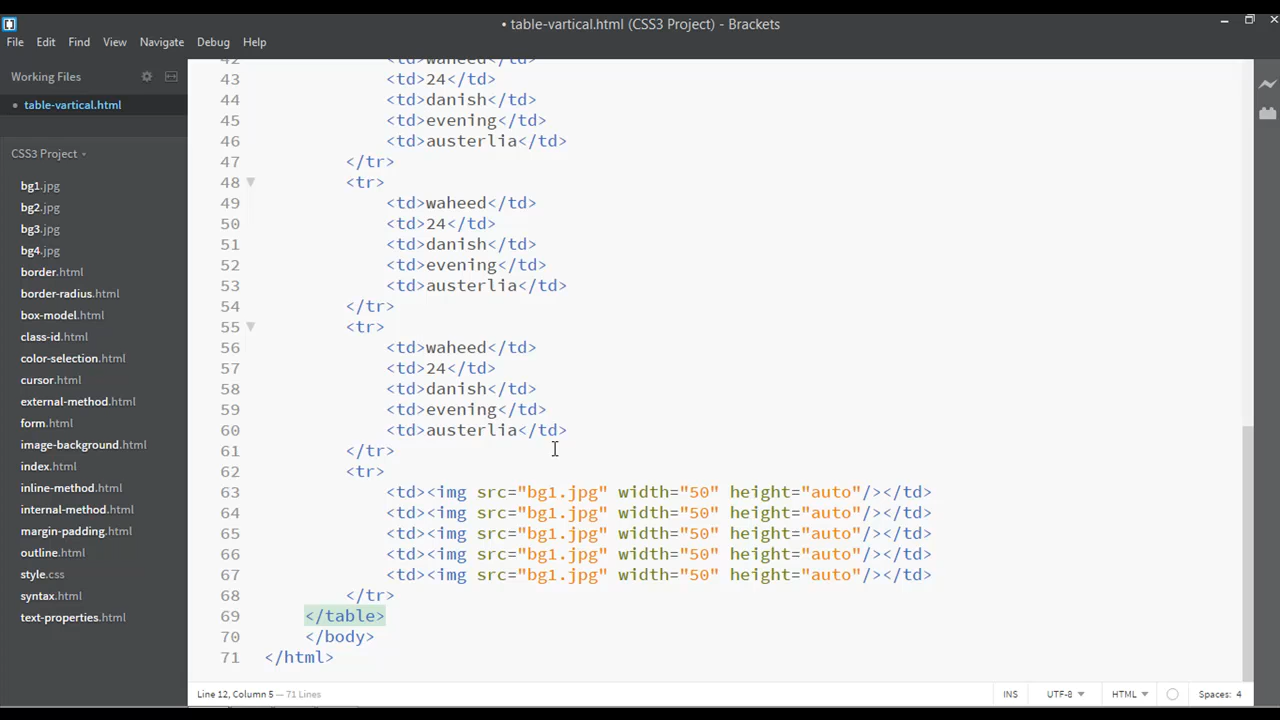 • table-vartical.html (CSS3 Project) - Brackets
File Edit Find View Navigate Debug Help
Working Files
• table-vartical.html
CSS3 Project
bg1.jpg
bg2.jpg
bg3.jpg
bg4.jpg
border.html
border-radius.html
box-model.html
class-id.html
color-selection.html
cursor.html
external-method.html
form.html
image-background.html
index.html
inline-method.html
internal-method.html
margin-padding.html
outline.html
style.css
syntax.html
text-properties.html
42 <td>waheed</td>
43 <td>24</td>
44 <td>danish</td>
45 <td>evening</td>
46 <td>austerlia</td>
47 </tr>
48 <tr>
49 <td>waheed</td>
50 <td>24</td>
51 <td>danish</td>
52 <td>evening</td>
53 <td>austerlia</td>
54 </tr>
55 <tr>
56 <td>waheed</td>
57 <td>24</td>
58 <td>danish</td>
59 <td>evening</td>
60 <td>austerlia</td>
61 </tr>
62 <tr>
63 <td><img src="bg1.jpg" width="50" height="auto"/></td>
64 <td><img src="bg1.jpg" width="50" height="auto"/></td>
65 <td><img src="bg1.jpg" width="50" height="auto"/></td>
66 <td><img src="bg1.jpg" width="50" height="auto"/></td>
67 <td><img src="bg1.jpg" width="50" height="auto"/></td>
68 </tr>
69 </table>
70 </body>
71 </html>
Line 12, Column 5 — 71 Lines INS UTF-8 HTML Spaces: 4